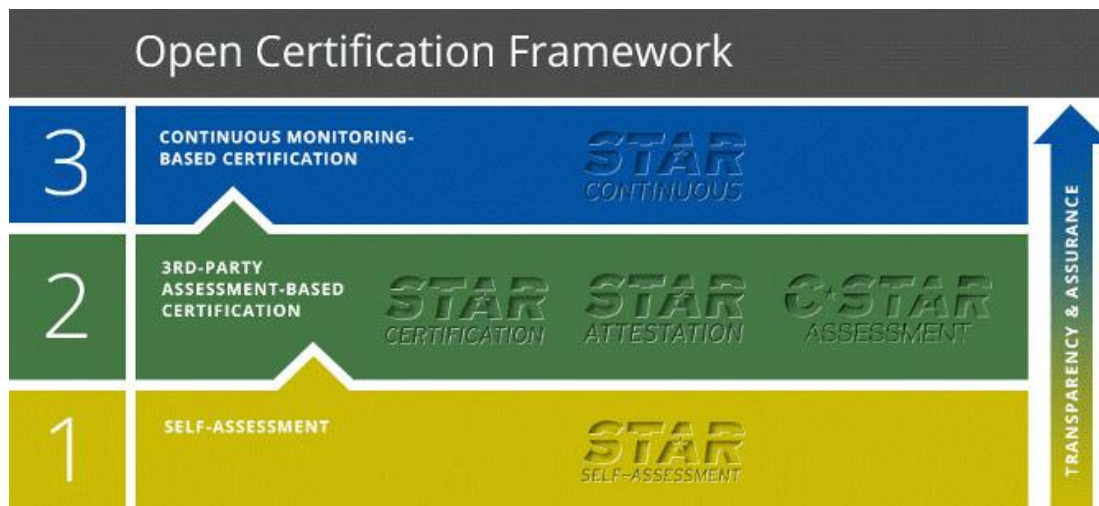 Open Certification Framework
3
CONTINUOUS MONITORING-
BASED CERTIFICATION
STAR
CONTINUOUS
2
3RD-PARTY
ASSESSMENT-BASED
CERTIFICATION
STAR
CERTIFICATION
STAR
ATTESTATION
C★STAR
ASSESSMENT
1
SELF-ASSESSMENT
STAR
SELF-ASSESSMENT
TRANSPARENCY & ASSURANCE